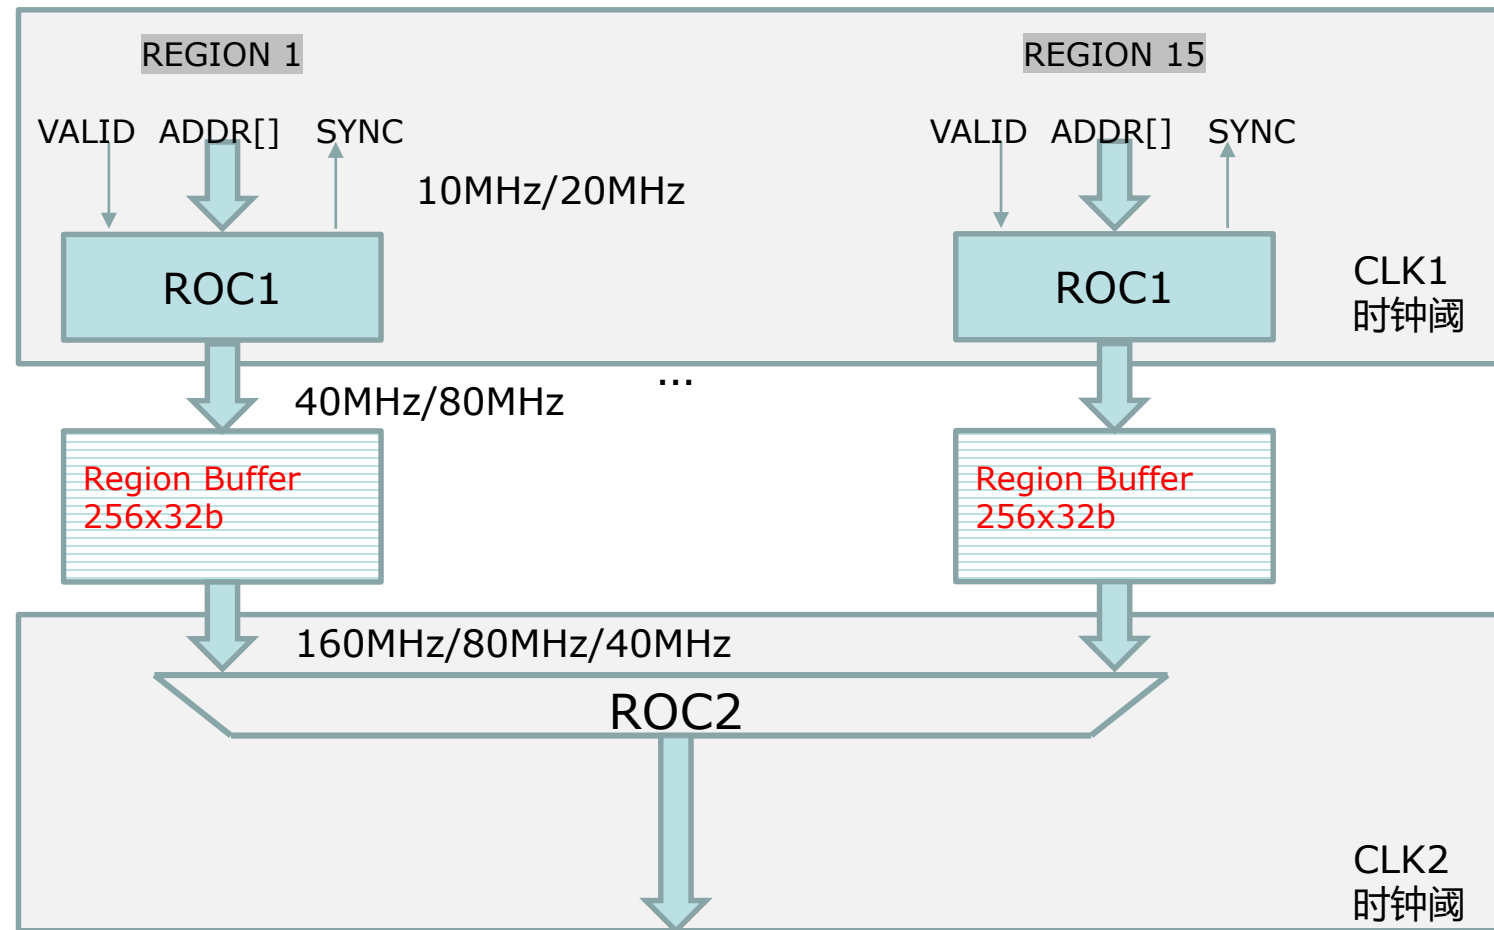 REGION 1
REGION 15
VALID ADDR[] SYNC
VALID ADDR[] SYNC
10MHz/20MHz
ROC1
ROC1
CLK1
时钟阈
...
40MHz/80MHz
Region Buffer
256x32b
Region Buffer
256x32b
160MHz/80MHz/40MHz
ROC2
CLK2
时钟阈